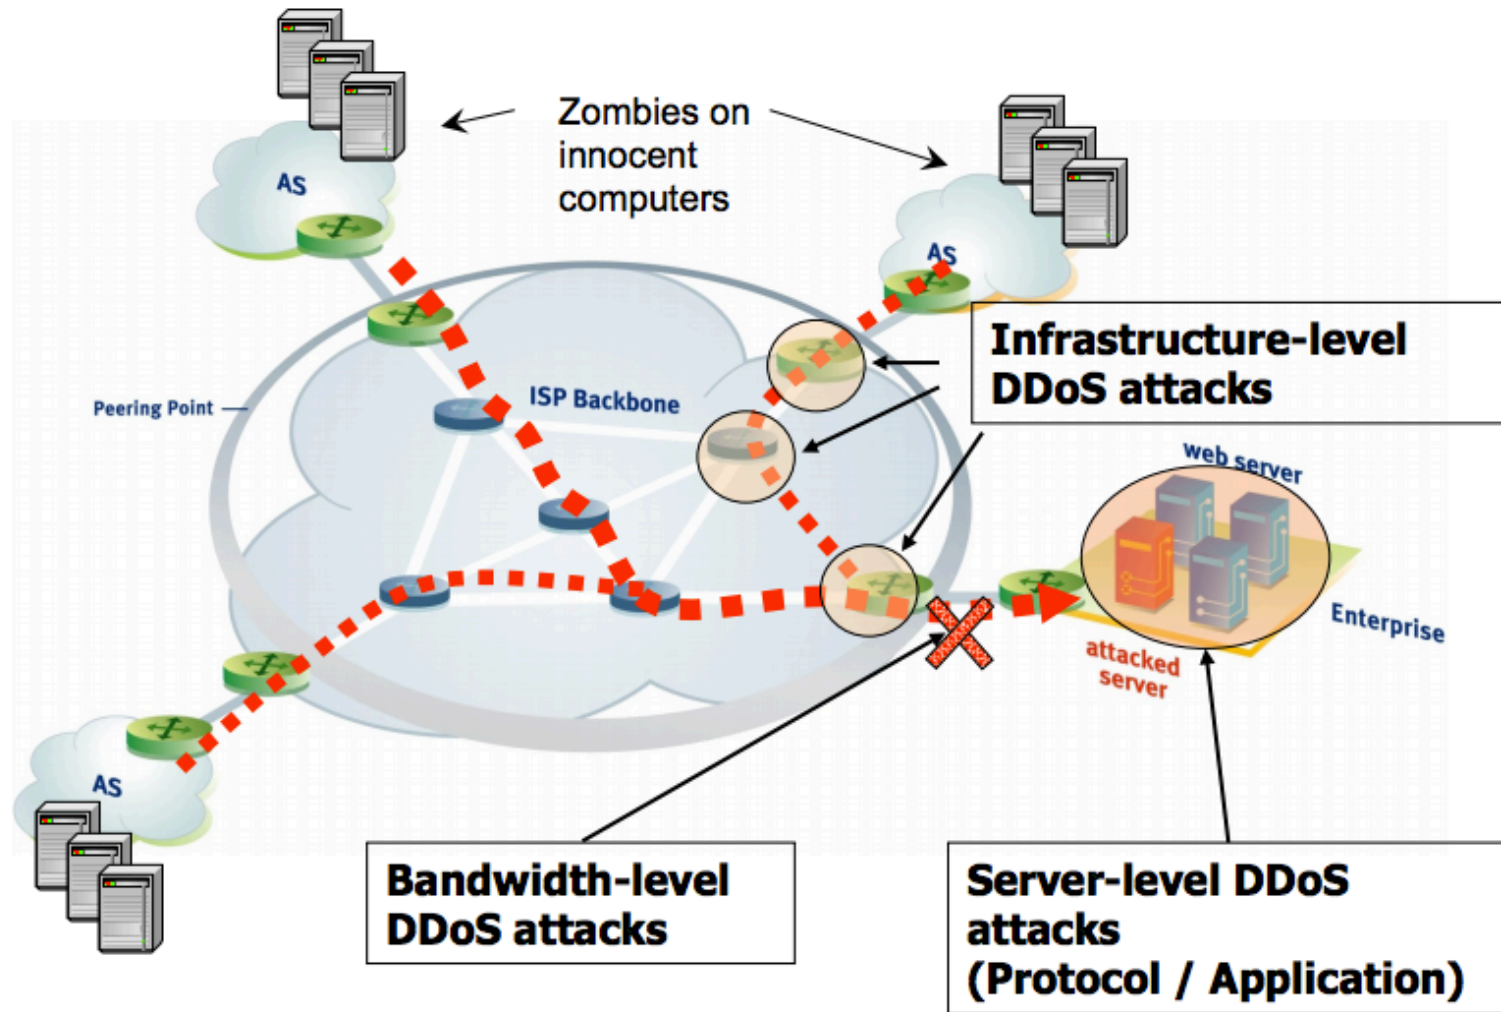 Zombies on
innocent
computers
AS
AS
Infrastructure-level
DDoS attacks
ISP Backbone
Peering Point
web server
Enterprise
attacked
server
AS
Bandwidth-level
DDoS attacks
Server-level DDoS
attacks
(Protocol / Application)